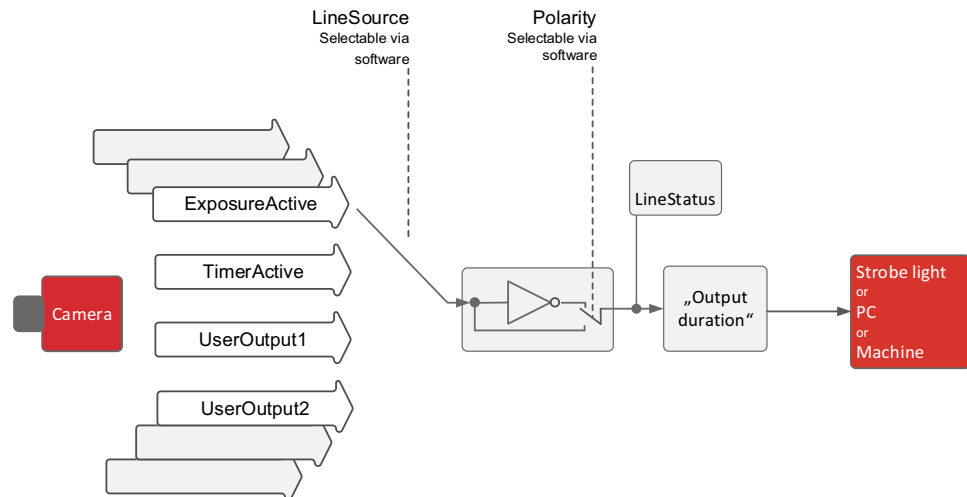 LineSource
Selectable via
software
Polarity
Selectable via
software
ExposureActive
LineStatus
TimerActive
Camera
UserOutput1
UserOutput2
„Output
duration“
Strobe light
or
PC
or
Machine